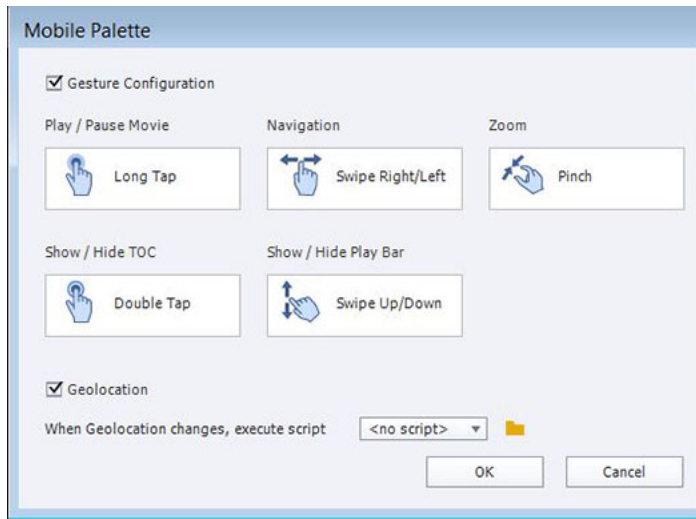 Mobile Palette
Gesture Configuration
Play / Pause Movie
Navigation
Zoom
Long Tap
Swipe Right/Left
Pinch
Show / Hide TOC
Show / Hide Play Bar
Double Tap
Swipe Up/Down
Geolocation
When Geolocation changes, execute script
<no script>
OK
Cancel